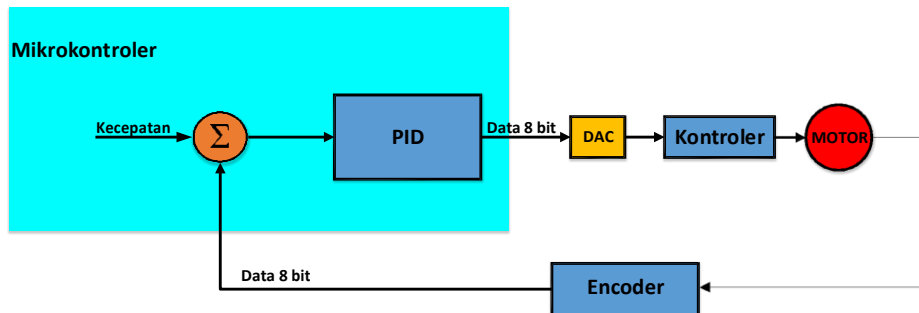 Mikrokontroler
Kecepatan
Σ
PID
Data 8 bit
DAC
Kontroler
MOTOR
Data 8 bit
Encoder